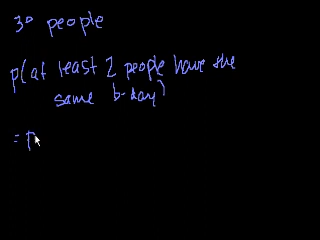 30 people
p(at least 2 people have the
same b-day)
= p